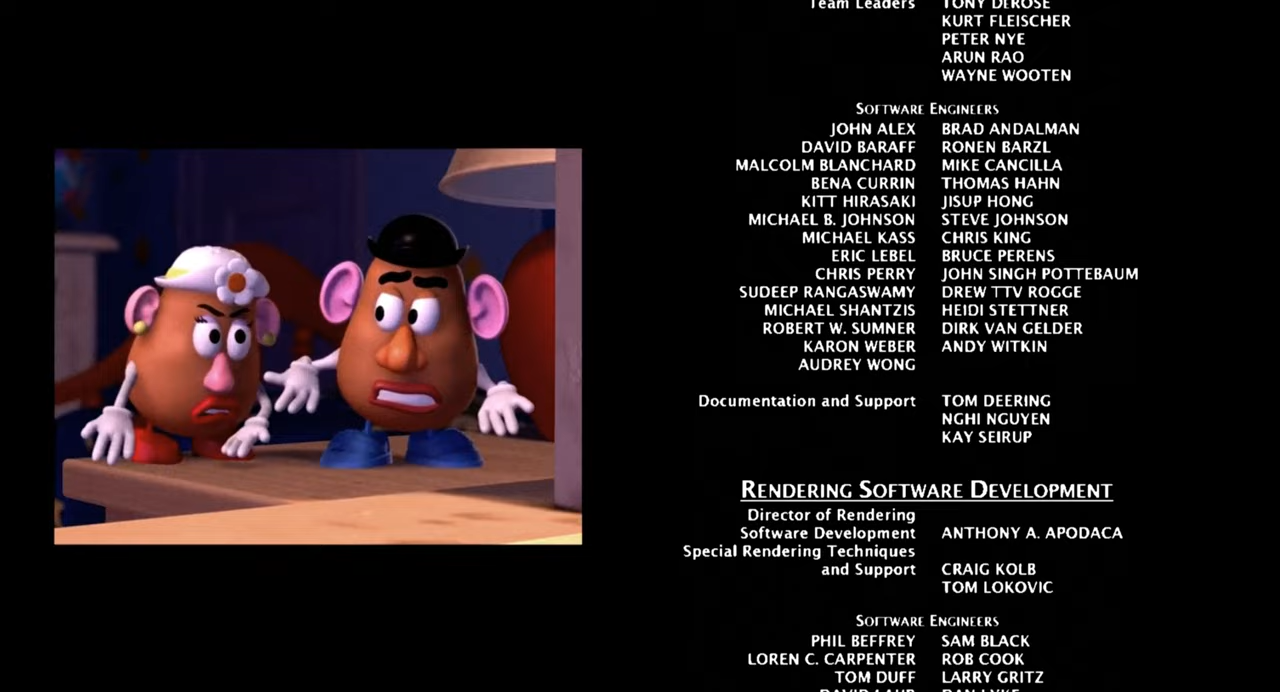 Team Leaders TONY DEROSE
KURT FLEISCHER
PETER NYE
ARUN RAO
WAYNE WOOTEN
SOFTWARE ENGINEERS
JOHN ALEX BRAD ANDALMAN
DAVID BARAFF RONEN BARZL
MALCOLM BLANCHARD MIKE CANCILLA
BENA CURRIN THOMAS HAHN
KITT HIRASAKI JISUP HONG
MICHAEL B. JOHNSON STEVE JOHNSON
MICHAEL KASS CHRIS KING
ERIC LEBEL BRUCE PERENS
CHRIS PERRY JOHN SINGH POTTEBAUM
SUDEEP RANGASWAMY DREW TTV ROGGE
MICHAEL SHANTZIS HEIDI STETTNER
ROBERT W. SUMNER DIRK VAN GELDER
KARON WEBER ANDY WITKIN
AUDREY WONG
Documentation and Support TOM DEERING
NGHI NGUYEN
KAY SEIRUP
RENDERING SOFTWARE DEVELOPMENT
Director of Rendering
Software Development ANTHONY A. APODACA
Special Rendering Techniques
and Support CRAIG KOLB
TOM LOKOVIC
SOFTWARE ENGINEERS
PHIL BEFFREY SAM BLACK
LOREN C. CARPENTER ROB COOK
TOM DUFF LARRY GRITZ